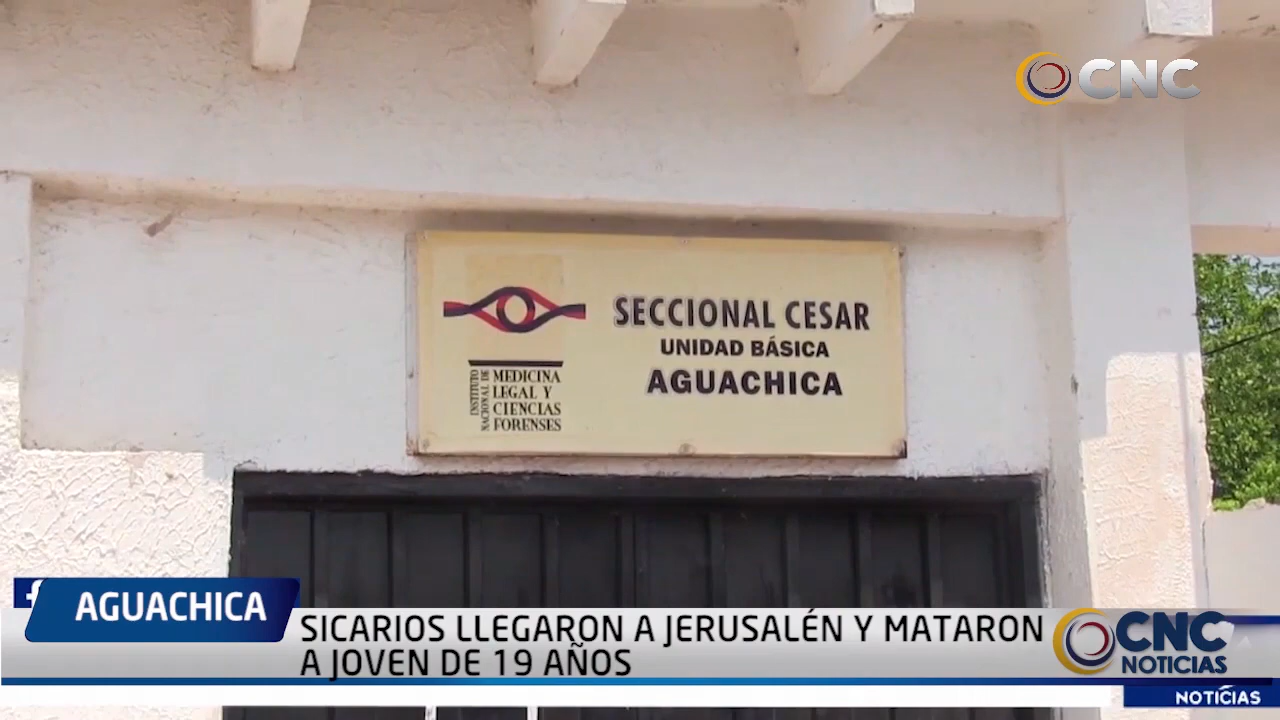 CNC
SECCIONAL CESAR
UNIDAD BÁSICA
AGUACHICA
INSTITUTO
NACIONAL DE
MEDICINA
LEGAL Y
CIENCIAS
FORENSES
f
AGUACHICA
SICARIOS LLEGARON A JERUSALÉN Y MATARON
A JOVEN DE 19 AÑOS
CNC
NOTICIAS
NOTICIAS